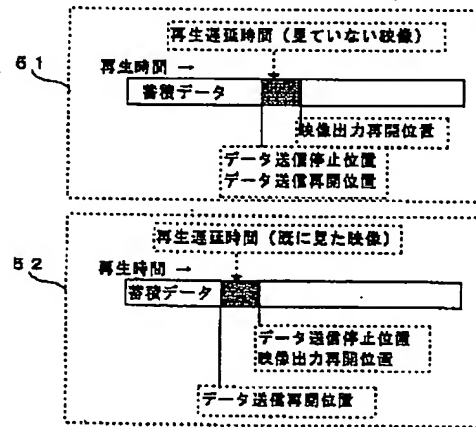 再生遅延時間（見ていない映像）
51
再生時間 →
蓄積データ
映像出力再開位置
データ送信停止位置
データ送信再開位置
再生遅延時間（既に見た映像）
52
再生時間 →
蓄積データ
データ送信停止位置
映像出力再開位置
データ送信再開位置